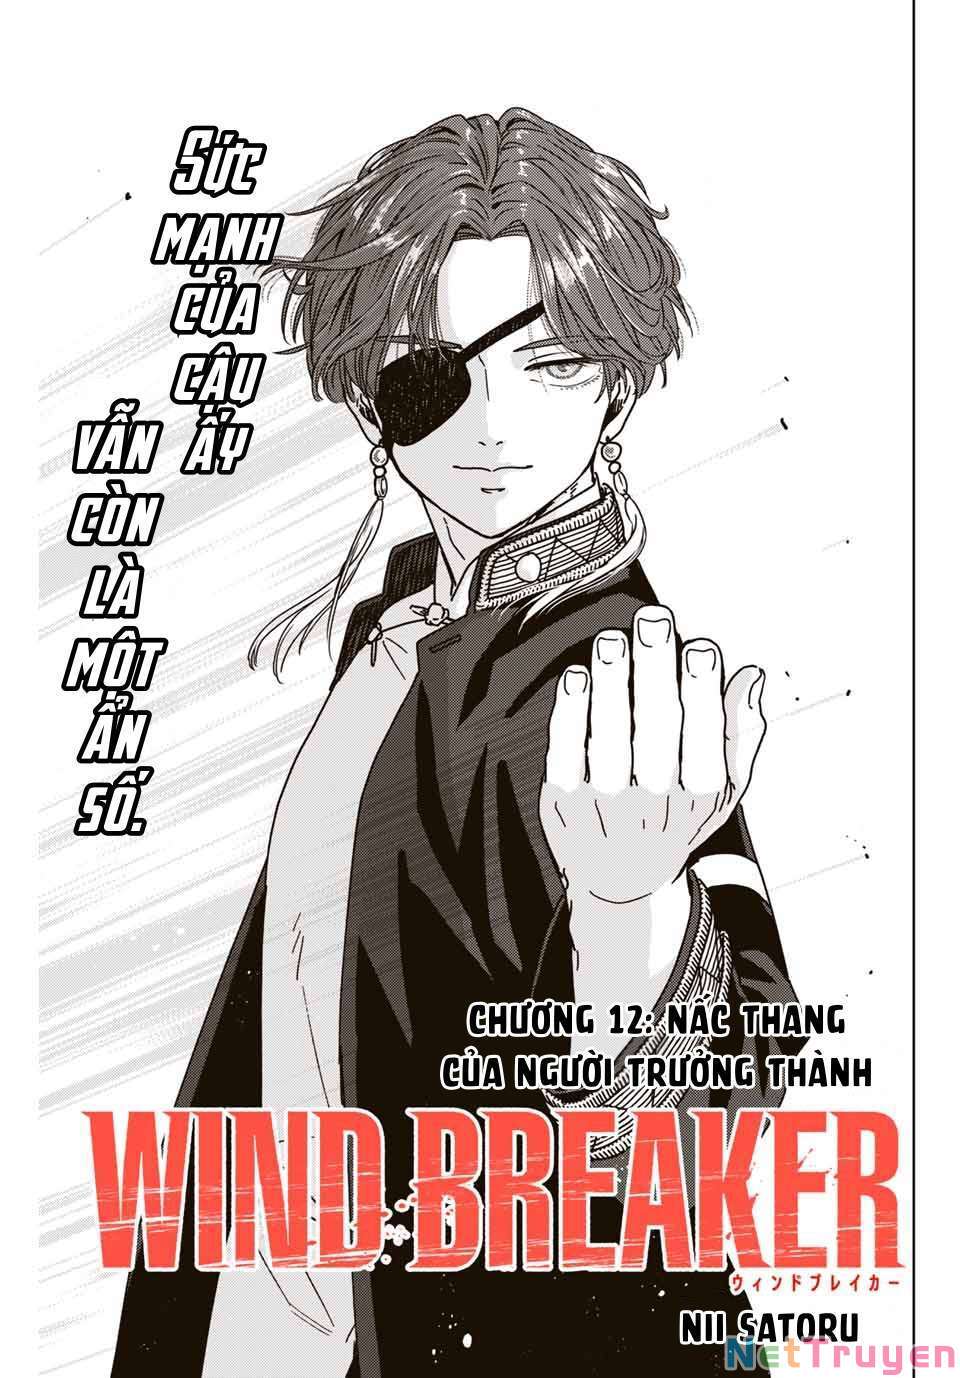 SỨC
MẠNH
CỦA
CẬU
ẤY
VẪN
CÒN
LÀ
MỘT
ẨN
SỐ.
CHƯƠNG 12: NẤC THANG
CỦA NGƯỜI TRƯỞNG THÀNH
WIND BREAKER
ウィンドブレイカー
NII SATORU
NetTruyen